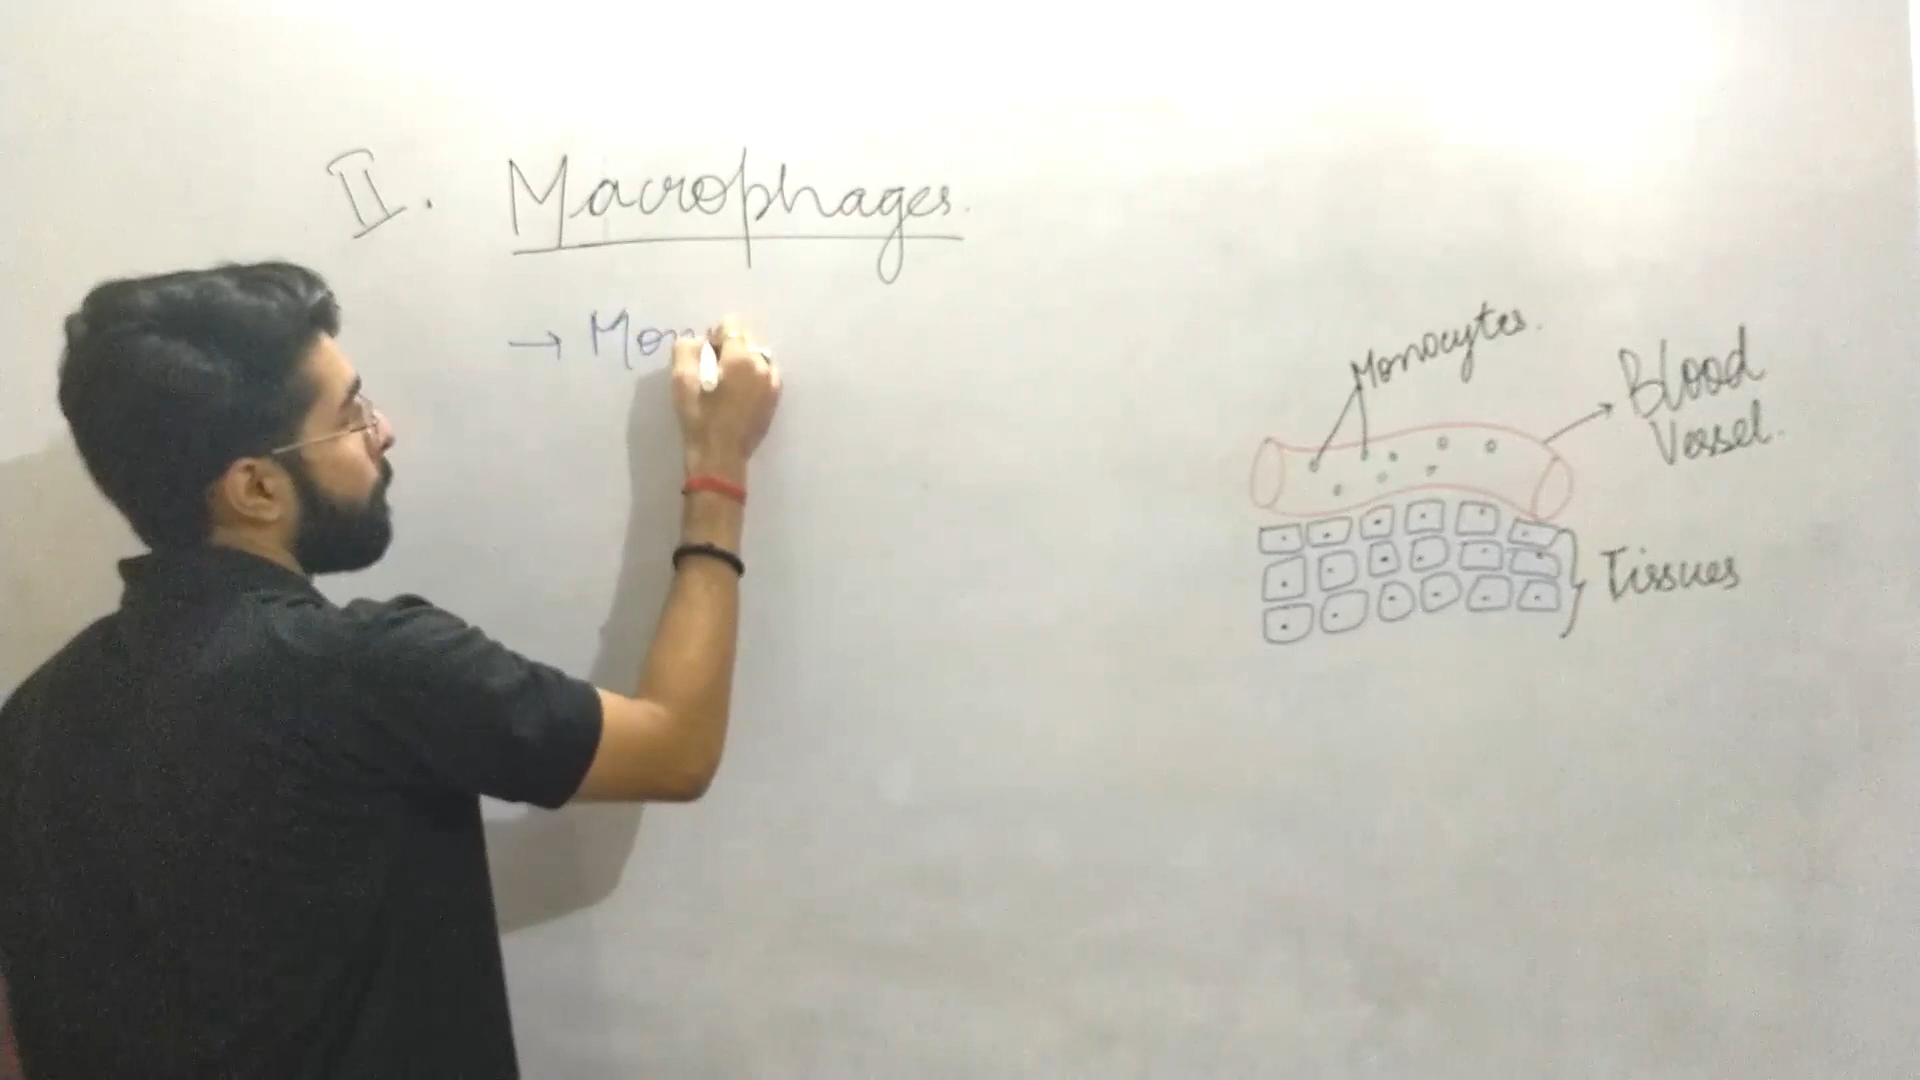 II. Macrophages.
→ Mon
Monocytes.
Blood
Vessel.
Tissues